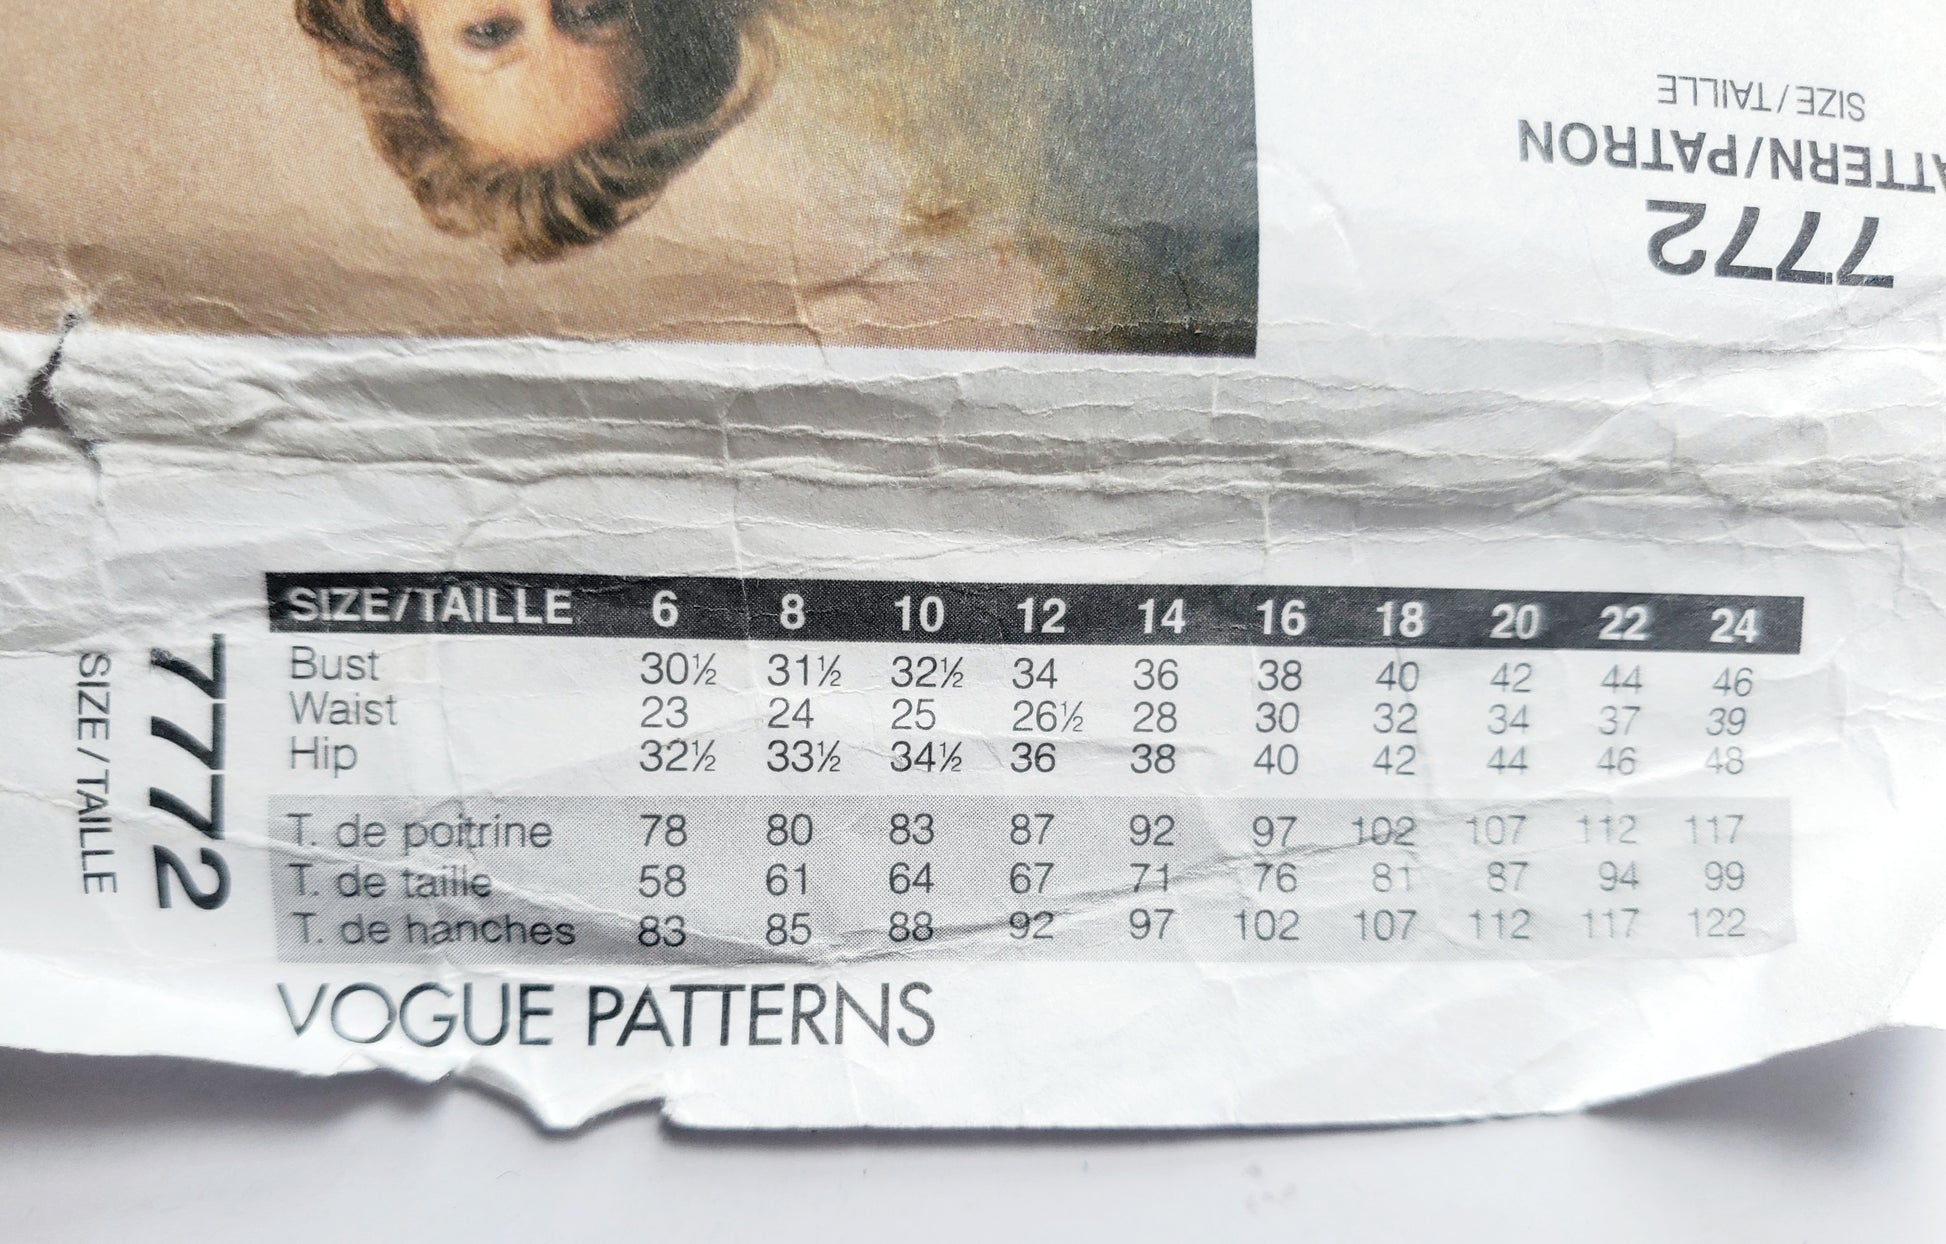 SIZE/TAILLE
PATRON
7772
SIZE/TAILLE 6 8 10 12 14 16 18 20 22 24
Bust 30½ 31½ 32½ 34 36 38 40 42 44 46
Waist 23 24 25 26½ 28 30 32 34 37 39
Hip 32½ 33½ 34½ 36 38 40 42 44 46 48
T. de poitrine 78 80 83 87 92 97 102 107 112 117
T. de taille 58 61 64 67 71 76 81 87 94 99
T. de hanches 83 85 88 92 97 102 107 112 117 122
VOGUE PATTERNS
7772
SIZE/TAILLE